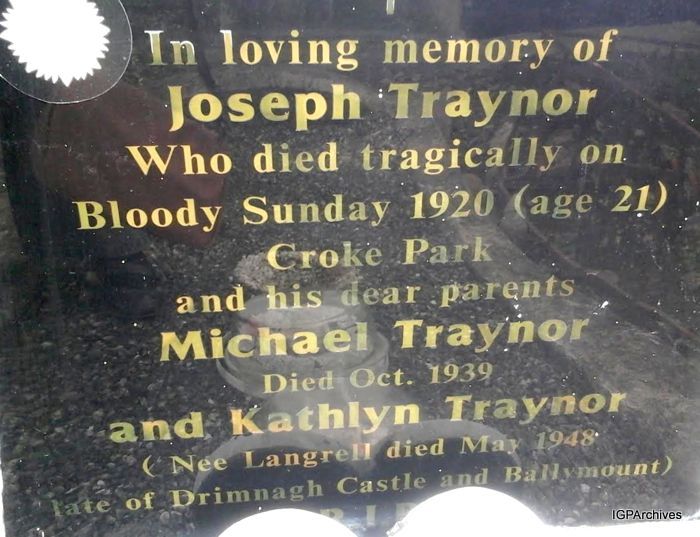 In loving memory of
Joseph Traynor
Who died tragically on
Bloody Sunday 1920 (age 21)
Croke Park
and his dear parents
Michael Traynor
Died Oct. 1939
and Kathlyn Traynor
( Nee Langrell died May 1948
late of Drimnagh Castle and Ballymount)
R.I.P.
IGPArchives